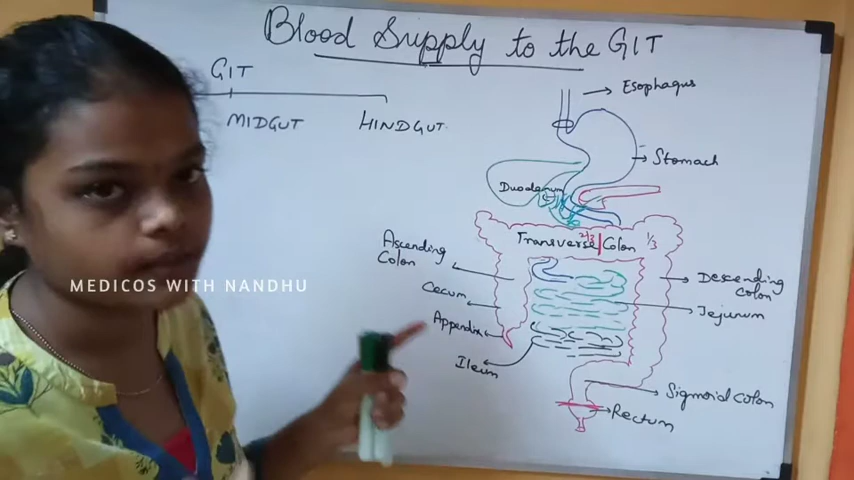 Blood Supply to the GIT
GIT
MIDGUT
HINDGUT
Esophagus
Stomach
Duodenum
Transverse 2/3 Colon 1/3
Ascending
Colon
Cecum
Appendix
Ileum
Descending
Colon
Jejunum
Sigmoid Colon
Rectum
MEDICOS WITH NANDHU